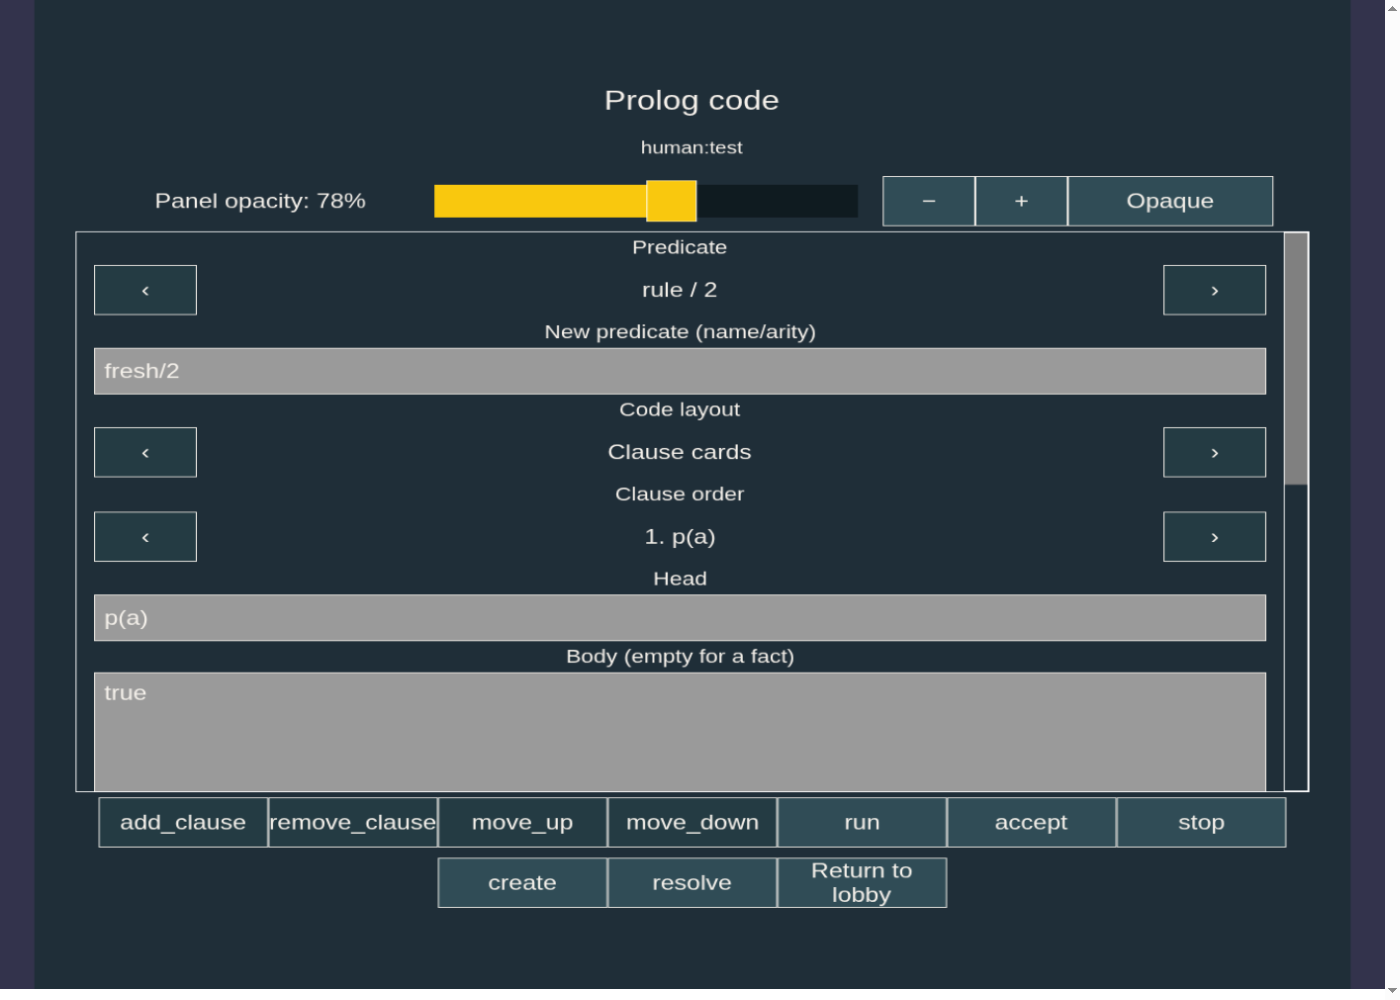 Prolog code
human:test
Panel opacity: 78% − + Opaque
Predicate
‹ rule / 2 ›
New predicate (name/arity)
fresh/2
Code layout
‹ Clause cards ›
Clause order
‹ 1. p(a) ›
Head
p(a)
Body (empty for a fact)
true
add_clause remove_clause move_up move_down run accept stop
create resolve Return to
lobby